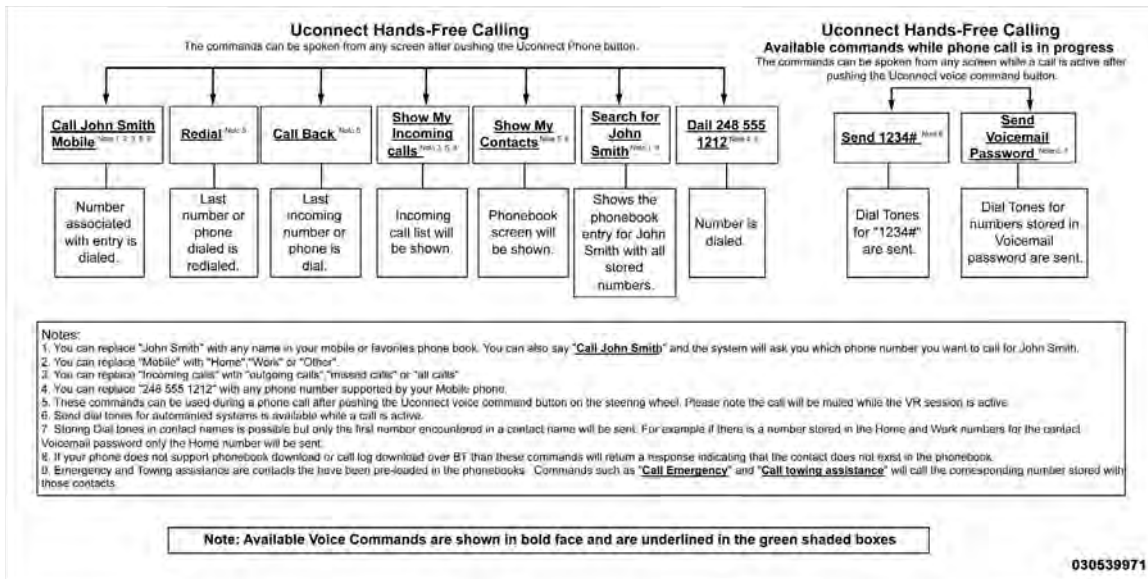 Uconnect Hands-Free Calling
The commands can be spoken from any screen after pushing the Uconnect Phone button.
Uconnect Hands-Free Calling
Available commands while phone call is in progress
The commands can be spoken from any screen while a call is active after
pushing the Uconnect voice command button.
Call John Smith
Mobile
Redial
Call Back
Show My
Incoming
calls
Show My
Contacts
Search for
John
Smith
Dail 248 555
1212
Send 1234#
Send
Voicemail
Password
Number
associated
with entry is
dialed.
Last
number or
phone
dialed is
redialed.
Last
incoming
number or
phone is
dial.
Incoming
call list will
be shown.
Phonebook
screen will
be shown.
Shows the
phonebook
entry for John
Smith with all
stored
numbers.
Number is
dialed.
Dial Tones
for "1234#"
are sent.
Dial Tones for
numbers stored in
Voicemail
password are sent.
Notes:
1. You can replace "John Smith" with any name in your mobile or favorites phone book. You can also say "Call John Smith" and the system will ask you which phone number you want to call for John Smith.
2. You can replace "Mobile" with "Home","Work" or "Other".
3. You can replace "Incoming calls" with "outgoing calls","missed calls" or "all calls"
4. You can replace "248 555 1212" with any phone number supported by your Mobile phone.
5. These commands can be used during a phone call after pushing the Uconnect voice command button on the steering wheel. Please note the call will be muted while the VR session is active.
6. Send dial tones for automated systems is available while a call is active.
7. Storing Dial tones in contact names is possible but only the first number encountered in a contact name will be sent. For example if there is a number stored in the Home and Work numbers for the contact
Voicemail password only the Home number will be sent.
8. If your phone does not support phonebook download or call log download over BT than these commands will return a response indicating that the contact does not exist in the phonebook.
9. Emergency and Towing assistance are contacts the have been pre-loaded in the phonebooks. Commands such as "Call Emergency" and "Call towing assistance" will call the corresponding number stored with
those contacts
Note: Available Voice Commands are shown in bold face and are underlined in the green shaded boxes
030539971